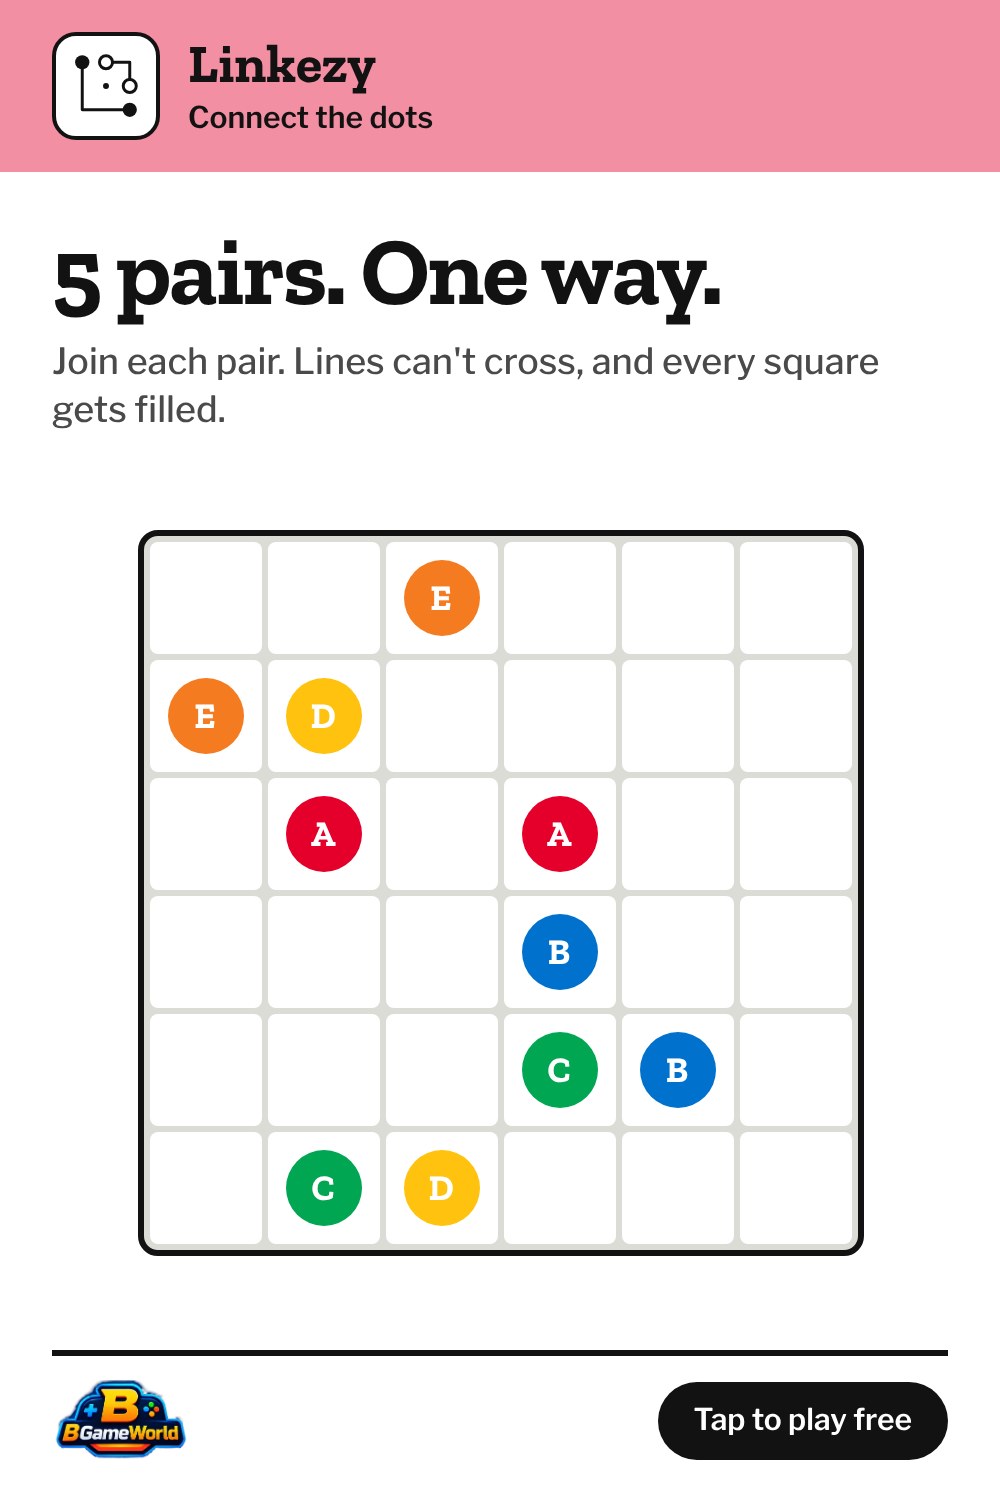 Linkezy
Connect the dots
5 pairs. One way.
Join each pair. Lines can't cross, and every square
gets filled.
E
E D
A A
B
C B
C D
B
BGameWorld
Tap to play free